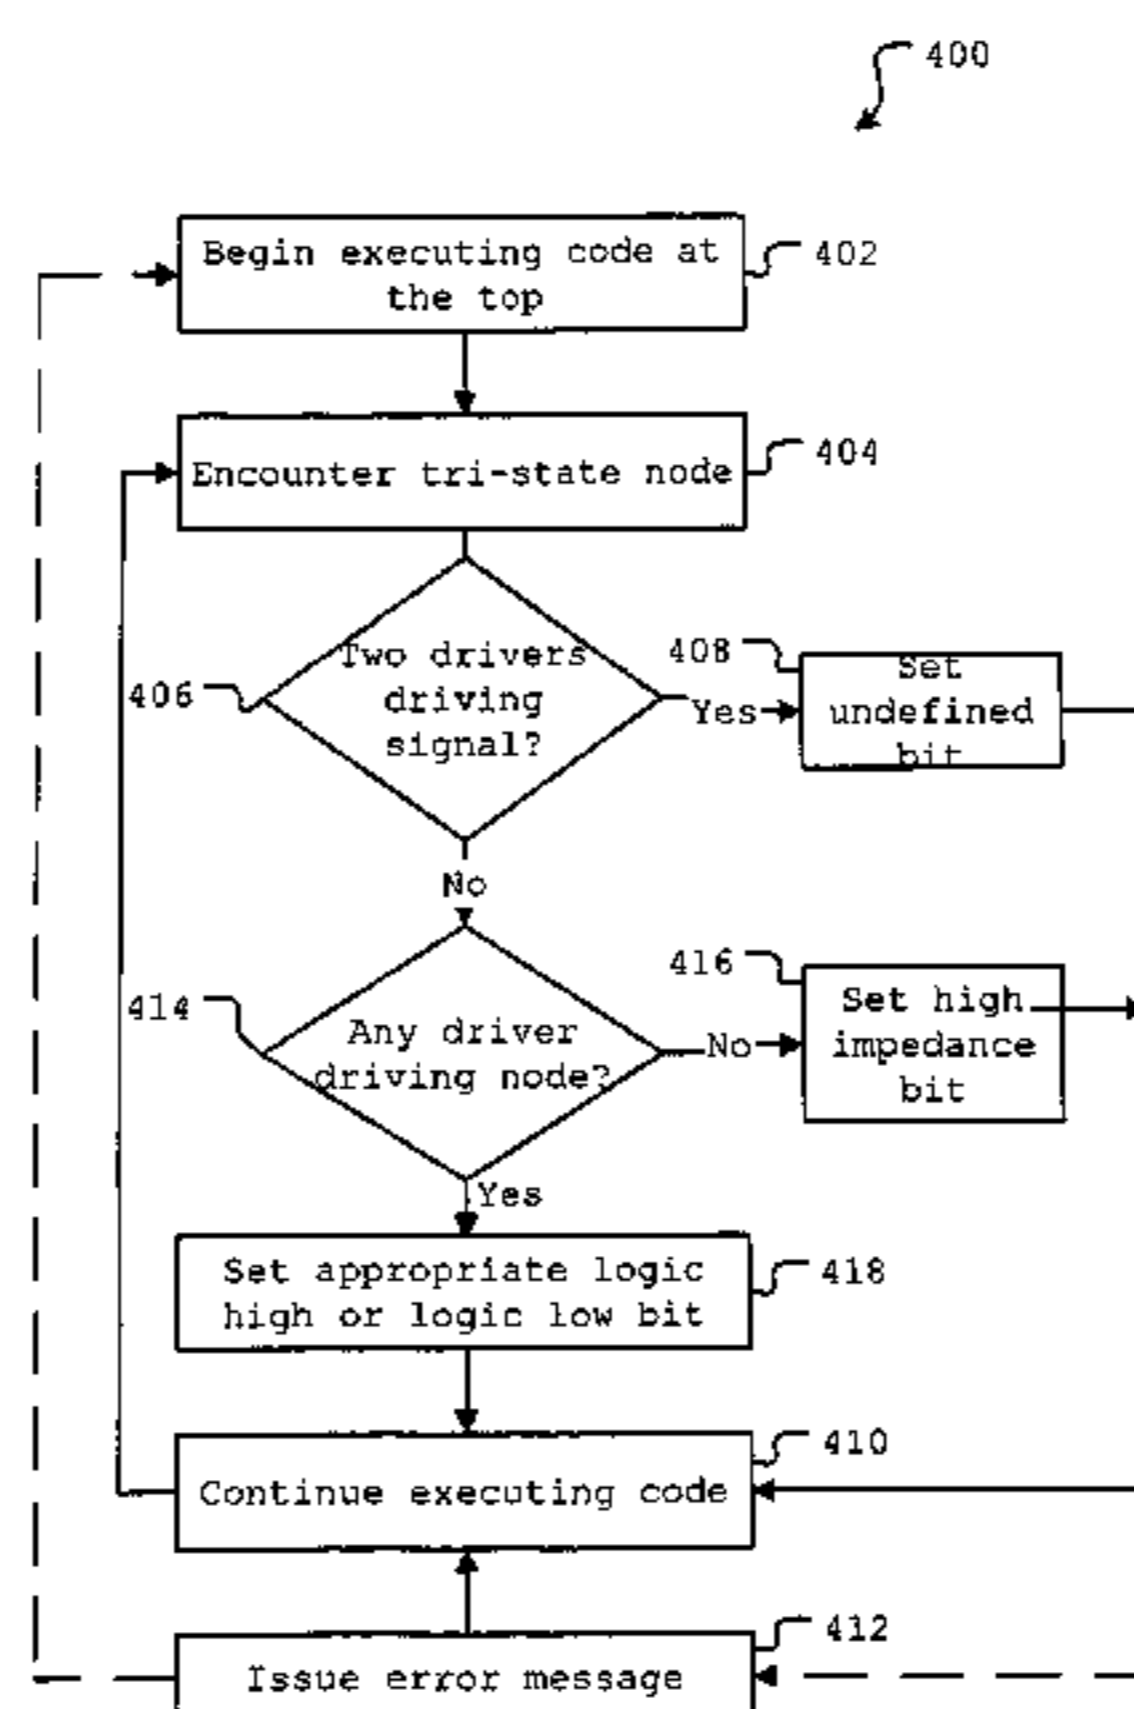 400
Begin executing code at
the top
402
Encounter tri-state node
404
Two drivers
driving
signal?
406
Yes
408
Set
undefined
bit
No
414
Any driver
driving node?
No
416
Set high
impedance
bit
Yes
Set appropriate logic
high or logic low bit
418
Continue executing code
410
Issue error message
412